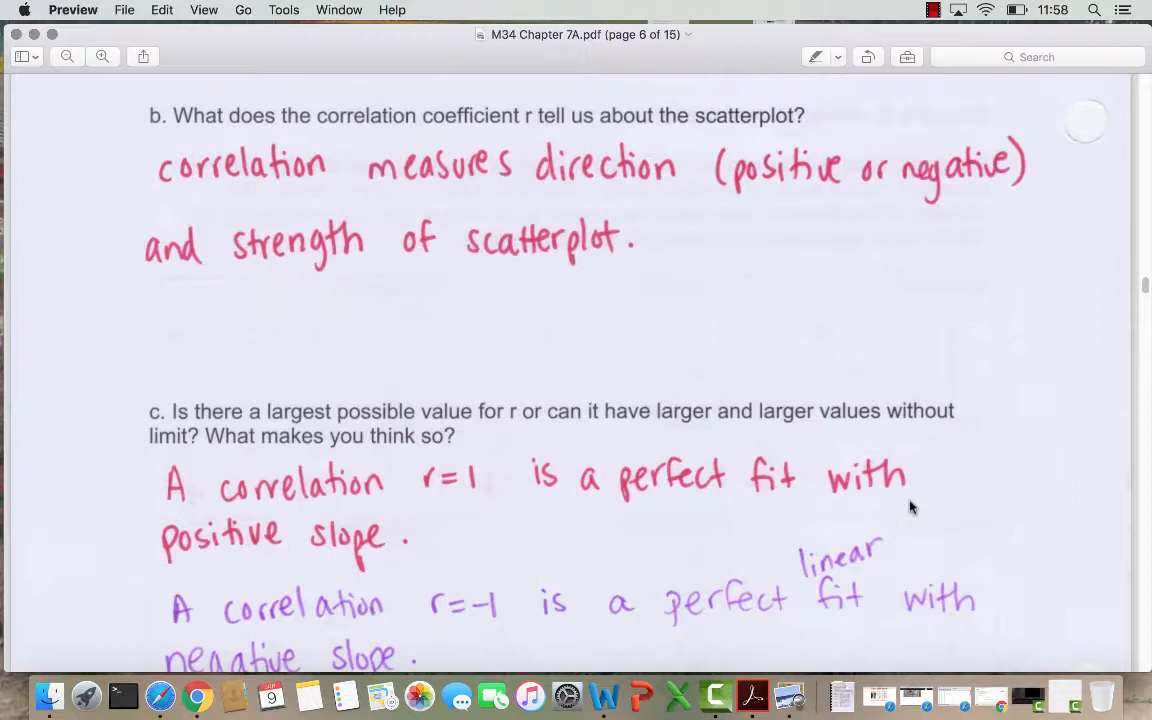 Preview File Edit View Go Tools Window Help 11:58
M34 Chapter 7A.pdf (page 6 of 15)
Search
b. What does the correlation coefficient r tell us about the scatterplot?
correlation measures direction (positive or negative)
and strength of scatterplot.
c. Is there a largest possible value for r or can it have larger and larger values without
limit? What makes you think so?
A correlation r=1 is a perfect fit with
positive slope.
linear
A correlation r=-1 is a perfect fit with
negative slope.
9